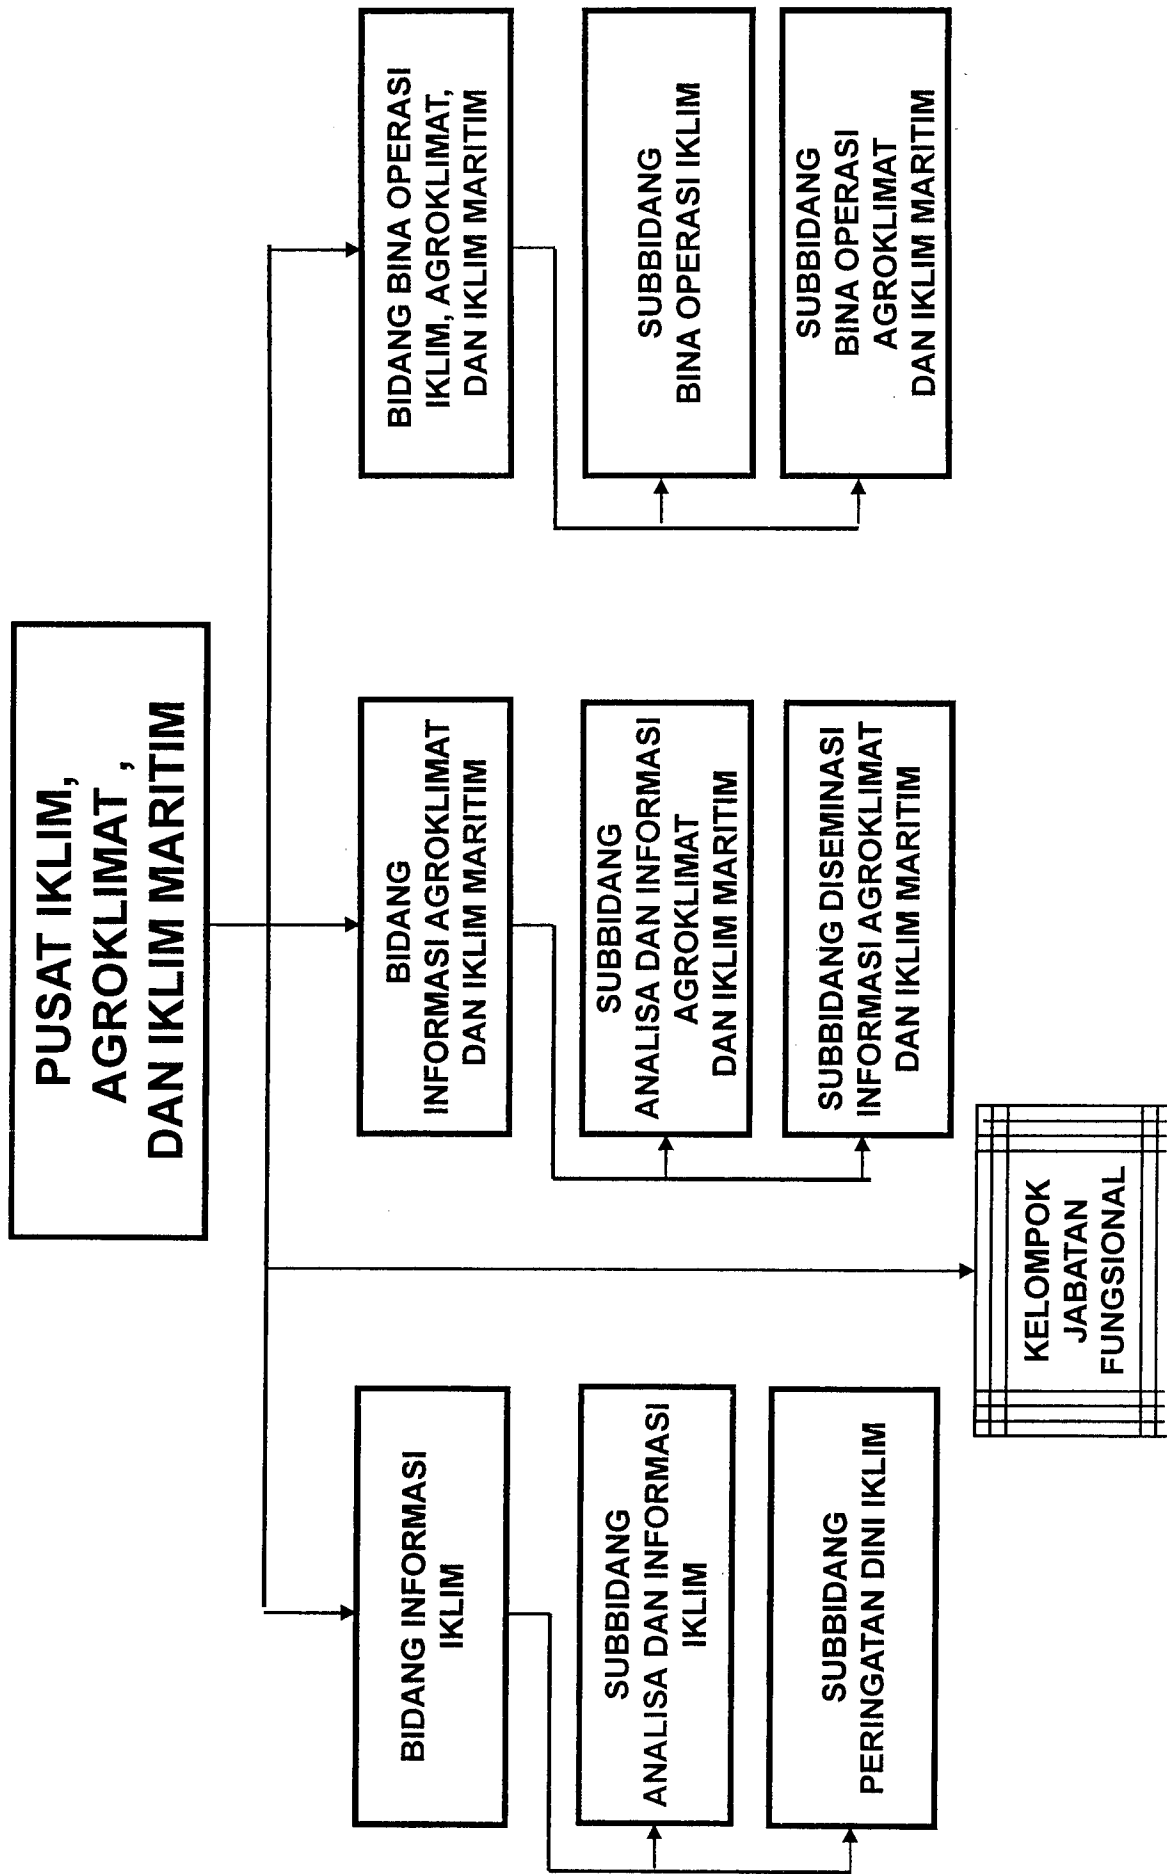 PUSAT IKLIM,
AGROKLIMAT ,
DAN IKLIM MARITIM
BIDANG INFORMASI
IKLIM
SUBBIDANG
ANALISA DAN INFORMASI
IKLIM
SUBBIDANG
PERINGATAN DINI IKLIM
KELOMPOK
JABATAN
FUNGSIONAL
BIDANG
INFORMASI AGROKLIMAT
DAN IKLIM MARITIM
SUBBIDANG
ANALISA DAN INFORMASI
AGROKLIMAT
DAN IKLIM MARITIM
SUBBIDANG DISEMINASI
INFORMASI AGROKLIMAT
DAN IKLIM MARITIM
BIDANG BINA OPERASI
IKLIM, AGROKLIMAT,
DAN IKLIM MARITIM
SUBBIDANG
BINA OPERASI IKLIM
SUBBIDANG
BINA OPERASI
AGROKLIMAT
DAN IKLIM MARITIM